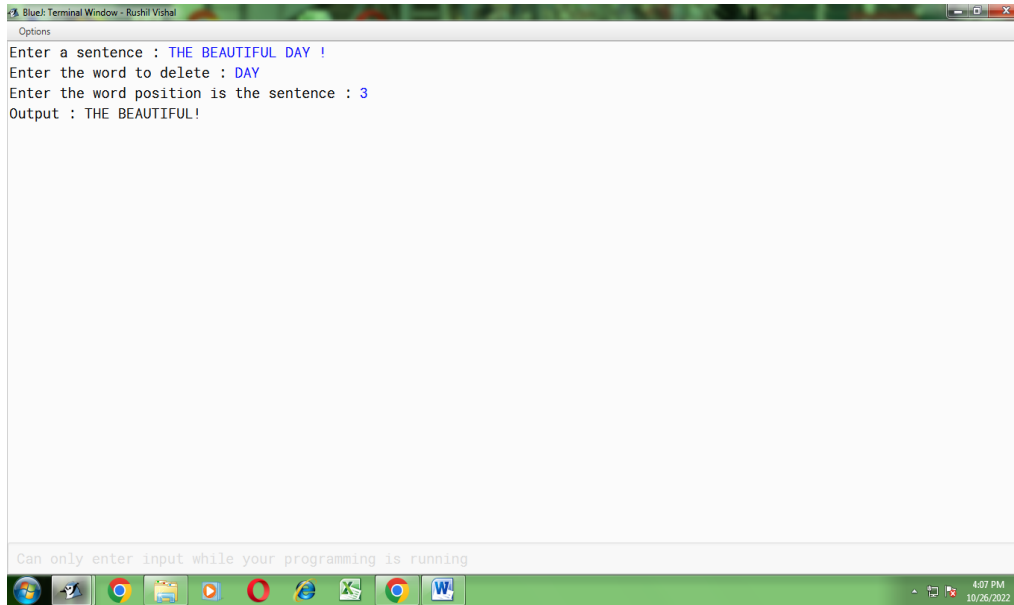 BlueJ: Terminal Window - Rushil Vishal
Options
Enter a sentence : THE BEAUTIFUL DAY !
Enter the word to delete : DAY
Enter the word position is the sentence : 3
Output : THE BEAUTIFUL!
Can only enter input while your programming is running
4:07 PM
10/26/2022